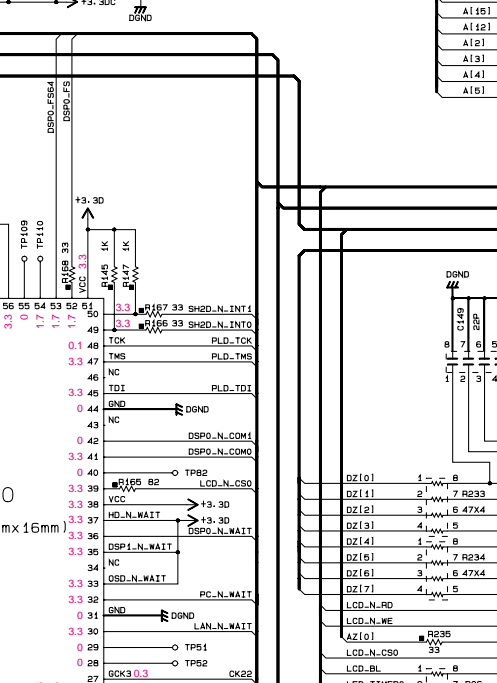 +3.3DC
DGND
A[15]
A[12]
A[2]
A[3]
A[4]
A[5]
DSP0_FS64
DSP0_FS
+3.3D
TP109
TP110
R168 33
VCC 3.3
R145 1K
R147 1K
56 55 54 53 52 51
3.3 0 1.7 1.7 1.7
50 3.3 R167 33 SH2D_N_INT1
49 3.3 R166 33 SH2D_N_INT0
0.1 48 TCK PLD_TCK
3.3 47 TMS PLD_TMS
46 NC
3.3 45 TDI PLD_TDI
0 44 GND DGND
43 NC
0 42 DSP0_N_COM1
3.3 41 DSP0_N_COM0
0 40 TP82
3.3 39 R165 82 LCD_N_CS0
3.3 38 VCC +3.3D
3.3 37 HD_N_WAIT +3.3D
3.3 36 DSP0_N_WAIT
3.3 35 DSP1_N_WAIT
34 NC
3.3 33 OSD_N_WAIT
3.3 32 PC_N_WAIT
0 31 GND DGND
3.3 30 LAN_N_WAIT
0 29 TP51
0 28 TP52
27 GCK3 0.3 CK22
0
mx16mm)
DGND
C149
22P
8 7 6 5
1 2 3 4
DZ[0] 1 8
DZ[1] 2 7 R233
DZ[2] 3 6 47X4
DZ[3] 4 5
DZ[4] 1 8
DZ[5] 2 7 R234
DZ[6] 3 6 47X4
DZ[7] 4 5
LCD_N_RD
LCD_N_WE
AZ[0] R235
33
LCD_N_CS0
LCD_BL 1 8